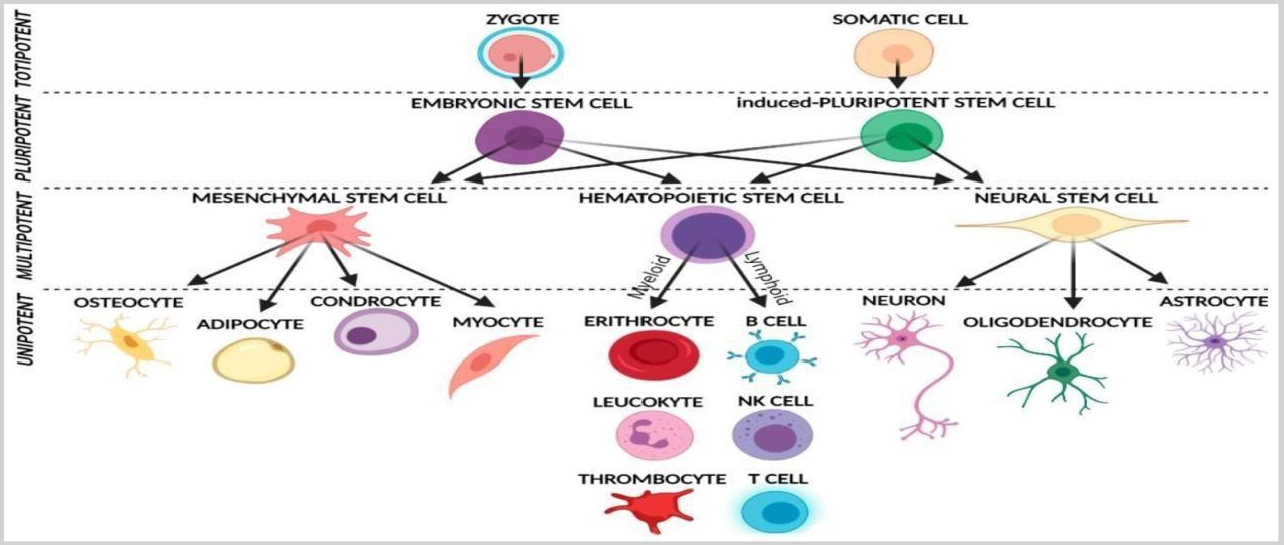 TOTIPOTENT
ZYGOTE
SOMATIC CELL
PLURIPOTENT
EMBRYONIC STEM CELL
induced-PLURIPOTENT STEM CELL
MULTIPOTENT
MESENCHYMAL STEM CELL
HEMATOPOIETIC STEM CELL
NEURAL STEM CELL
Myeloid
Lymphoid
UNIPOTENT
OSTEOCYTE
ADIPOCYTE
CONDROCYTE
MYOCYTE
ERITHROCYTE
B CELL
LEUCOKYTE
NK CELL
THROMBOCYTE
T CELL
NEURON
OLIGODENDROCYTE
ASTROCYTE